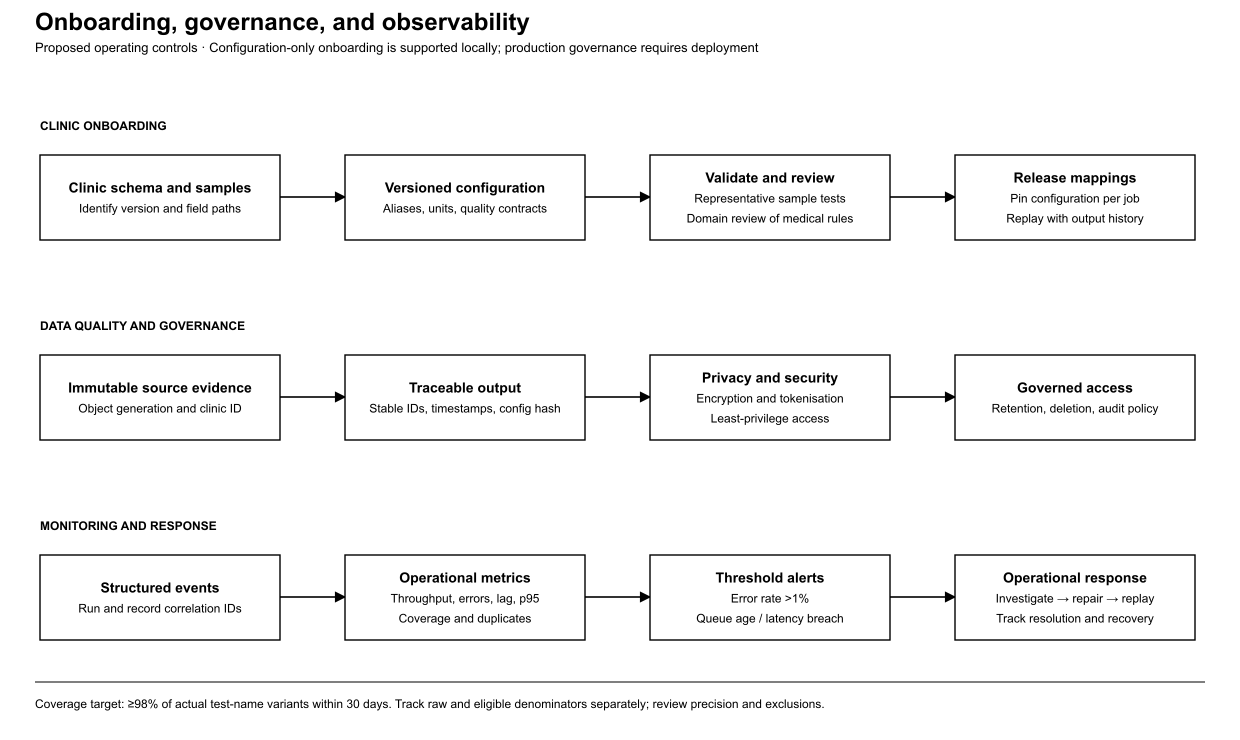 Onboarding, governance, and observability
Proposed operating controls · Configuration-only onboarding is supported locally; production governance requires deployment
CLINIC ONBOARDING
Clinic schema and samples
Identify version and field paths
Versioned configuration
Aliases, units, quality contracts
Validate and review
Representative sample tests
Domain review of medical rules
Release mappings
Pin configuration per job
Replay with output history
DATA QUALITY AND GOVERNANCE
Immutable source evidence
Object generation and clinic ID
Traceable output
Stable IDs, timestamps, config hash
Privacy and security
Encryption and tokenisation
Least-privilege access
Governed access
Retention, deletion, audit policy
MONITORING AND RESPONSE
Structured events
Run and record correlation IDs
Operational metrics
Throughput, errors, lag, p95
Coverage and duplicates
Threshold alerts
Error rate >1%
Queue age / latency breach
Operational response
Investigate → repair → replay
Track resolution and recovery
Coverage target: ≥98% of actual test-name variants within 30 days. Track raw and eligible denominators separately; review precision and exclusions.